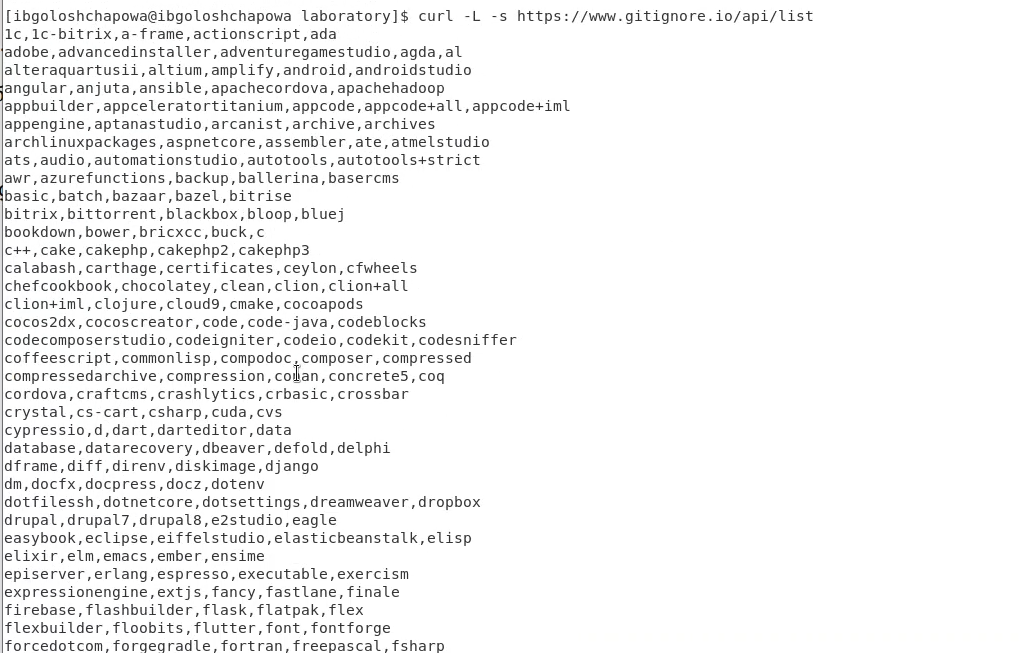 [ibgoloshchapowa@ibgoloshchapowa laboratory]$ curl -L -s https://www.gitignore.io/api/list
1c,1c-bitrix,a-frame,actionscript,ada
adobe,advancedinstaller,adventuregamestudio,agda,al
alteraquartusii,altium,amplify,android,androidstudio
angular,anjuta,ansible,apachecordova,apachehadoop
appbuilder,appceleratortitanium,appcode,appcode+all,appcode+iml
appengine,aptanastudio,arcanist,archive,archives
archlinuxpackages,aspnetcore,assembler,ate,atmelstudio
ats,audio,automationstudio,autotools,autotools+strict
awr,azurefunctions,backup,ballerina,basercms
basic,batch,bazaar,bazel,bitrise
bitrix,bittorrent,blackbox,bloop,bluej
bookdown,bower,bricxcc,buck,c
c++,cake,cakephp,cakephp2,cakephp3
calabash,carthage,certificates,ceylon,cfwheels
chefcookbook,chocolatey,clean,clion,clion+all
clion+iml,clojure,cloud9,cmake,cocoapods
cocos2dx,cocoscreator,code,code-java,codeblocks
codecomposerstudio,codeigniter,codeio,codekit,codesniffer
coffeescript,commonlisp,compodoc,composer,compressed
compressedarchive,compression,conan,concrete5,coq
cordova,craftcms,crashlytics,crbasic,crossbar
crystal,cs-cart,csharp,cuda,cvs
cypressio,d,dart,darteditor,data
database,datarecovery,dbeaver,defold,delphi
dframe,diff,direnv,diskimage,django
dm,docfx,docpress,docz,dotenv
dotfilessh,dotnetcore,dotsettings,dreamweaver,dropbox
drupal,drupal7,drupal8,e2studio,eagle
easybook,eclipse,eiffelstudio,elasticbeanstalk,elisp
elixir,elm,emacs,ember,ensime
episerver,erlang,espresso,executable,exercism
expressionengine,extjs,fancy,fastlane,finale
firebase,flashbuilder,flask,flatpak,flex
flexbuilder,floobits,flutter,font,fontforge
forcedotcom,forgegradle,fortran,freepascal,fsharp